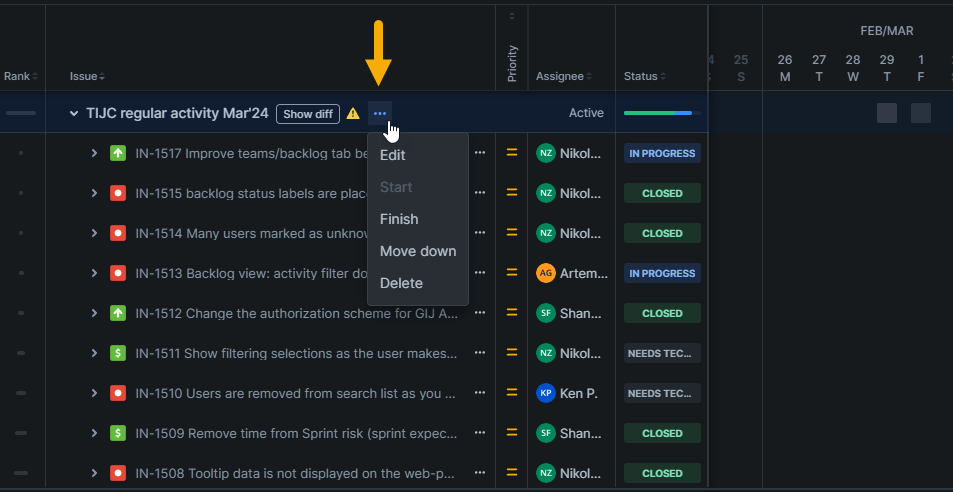 FEB/MAR
25 26 27 28 29 1
S M T W T F
Rank Issue Priority Assignee Status
TIJC regular activity Mar'24 Show diff ... Active
IN-1517 Improve teams/backlog tab be ... NZ Nikol... IN PROGRESS
Edit
IN-1515 backlog status labels are place ... NZ Nikol... CLOSED
Start
Finish
IN-1514 Many users marked as unknow ... NZ Nikol... CLOSED
Move down
IN-1513 Backlog view: activity filter do ... AG Artem... IN PROGRESS
Delete
IN-1512 Change the authorization scheme for GIJ A... ... SF Shan... CLOSED
$ IN-1511 Show filtering selections as the user makes... ... NZ Nikol... NEEDS TEC...
IN-1510 Users are removed from search list as you ... ... KP Ken P. NEEDS TEC...
$ IN-1509 Remove time from Sprint risk (sprint expec... ... SF Shan... CLOSED
IN-1508 Tooltip data is not displayed on the web-p... ... NZ Nikol... CLOSED